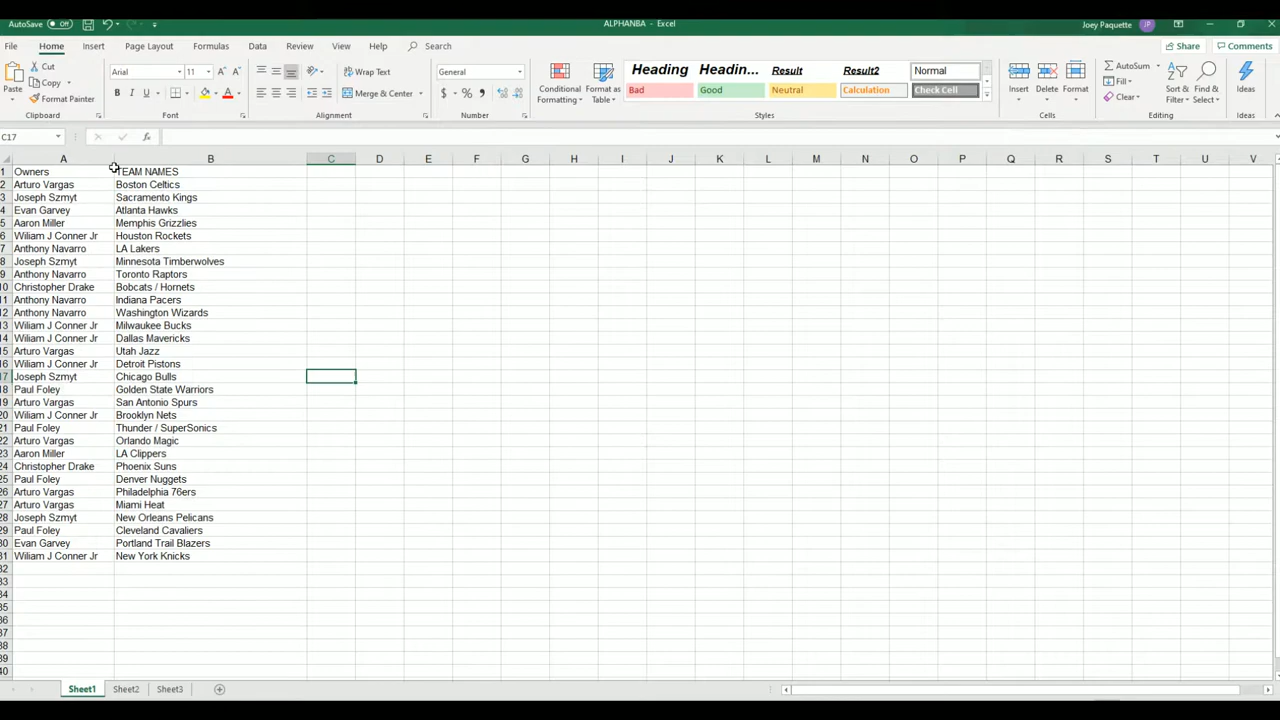 AutoSave Off ALPHANBA - Excel Joey Paquette JP
File Home Insert Page Layout Formulas Data Review View Help Search Share Comments
Paste Cut Copy Format Painter Clipboard
Arial 11 A A B I U A Font
Wrap Text Merge & Center Alignment
General $ % , Number
Conditional Formatting Format as Table
Heading Headin... Result Result2 Normal
Bad Good Neutral Calculation Check Cell
Styles
Insert Delete Format Cells
AutoSum Fill Clear Sort & Filter Find & Select Editing
Ideas Ideas
C17 fx
A B C D E F G H I J K L M N O P Q R S T U V
1 Owners TEAM NAMES
2 Arturo Vargas Boston Celtics
3 Joseph Szmyt Sacramento Kings
4 Evan Garvey Atlanta Hawks
5 Aaron Miller Memphis Grizzlies
6 Wiliam J Conner Jr Houston Rockets
7 Anthony Navarro LA Lakers
8 Joseph Szmyt Minnesota Timberwolves
9 Anthony Navarro Toronto Raptors
10 Christopher Drake Bobcats / Hornets
11 Anthony Navarro Indiana Pacers
12 Anthony Navarro Washington Wizards
13 Wiliam J Conner Jr Milwaukee Bucks
14 Wiliam J Conner Jr Dallas Mavericks
15 Arturo Vargas Utah Jazz
16 Wiliam J Conner Jr Detroit Pistons
17 Joseph Szmyt Chicago Bulls
18 Paul Foley Golden State Warriors
19 Arturo Vargas San Antonio Spurs
20 Wiliam J Conner Jr Brooklyn Nets
21 Paul Foley Thunder / SuperSonics
22 Arturo Vargas Orlando Magic
23 Aaron Miller LA Clippers
24 Christopher Drake Phoenix Suns
25 Paul Foley Denver Nuggets
26 Arturo Vargas Philadelphia 76ers
27 Arturo Vargas Miami Heat
28 Joseph Szmyt New Orleans Pelicans
29 Paul Foley Cleveland Cavaliers
30 Evan Garvey Portland Trail Blazers
31 Wiliam J Conner Jr New York Knicks
32
33
34
35
36
37
38
39
40
Sheet1 Sheet2 Sheet3